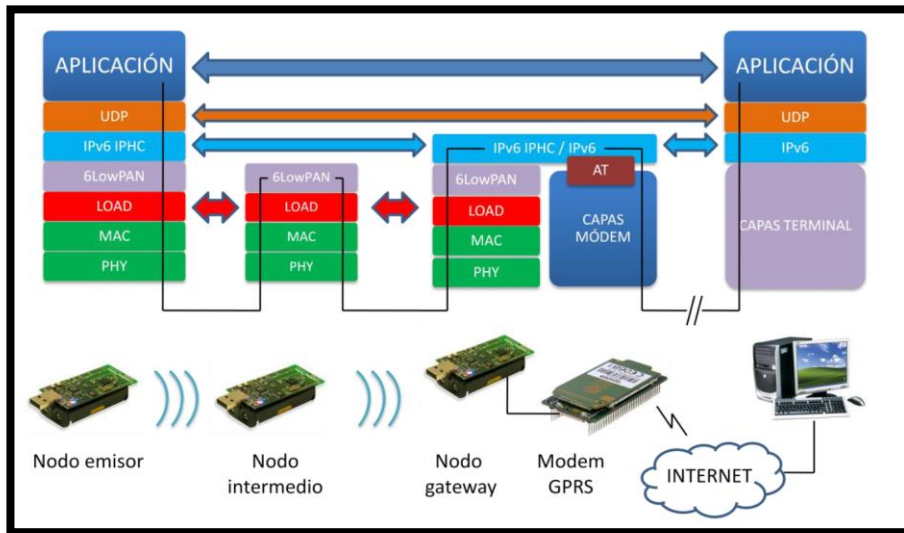 APLICACIÓN
UDP
IPv6 IPHC
6LowPAN
LOAD
MAC
PHY
6LowPAN
LOAD
MAC
PHY
IPv6 IPHC / IPv6
6LowPAN
LOAD
MAC
PHY
AT
CAPAS
MÓDEM
APLICACIÓN
UDP
IPv6
CAPAS TERMINAL
Nodo emisor
Nodo
intermedio
Nodo
gateway
Modem
GPRS
INTERNET